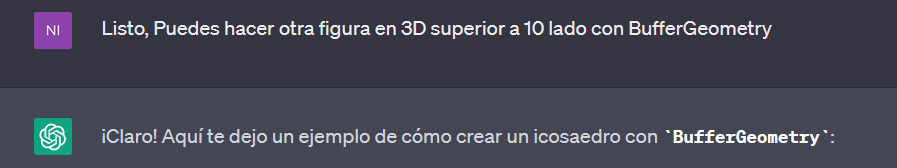 NI
Listo, Puedes hacer otra figura en 3D superior a 10 lado con BufferGeometry
¡Claro! Aquí te dejo un ejemplo de cómo crear un icosaedro con `BufferGeometry`: